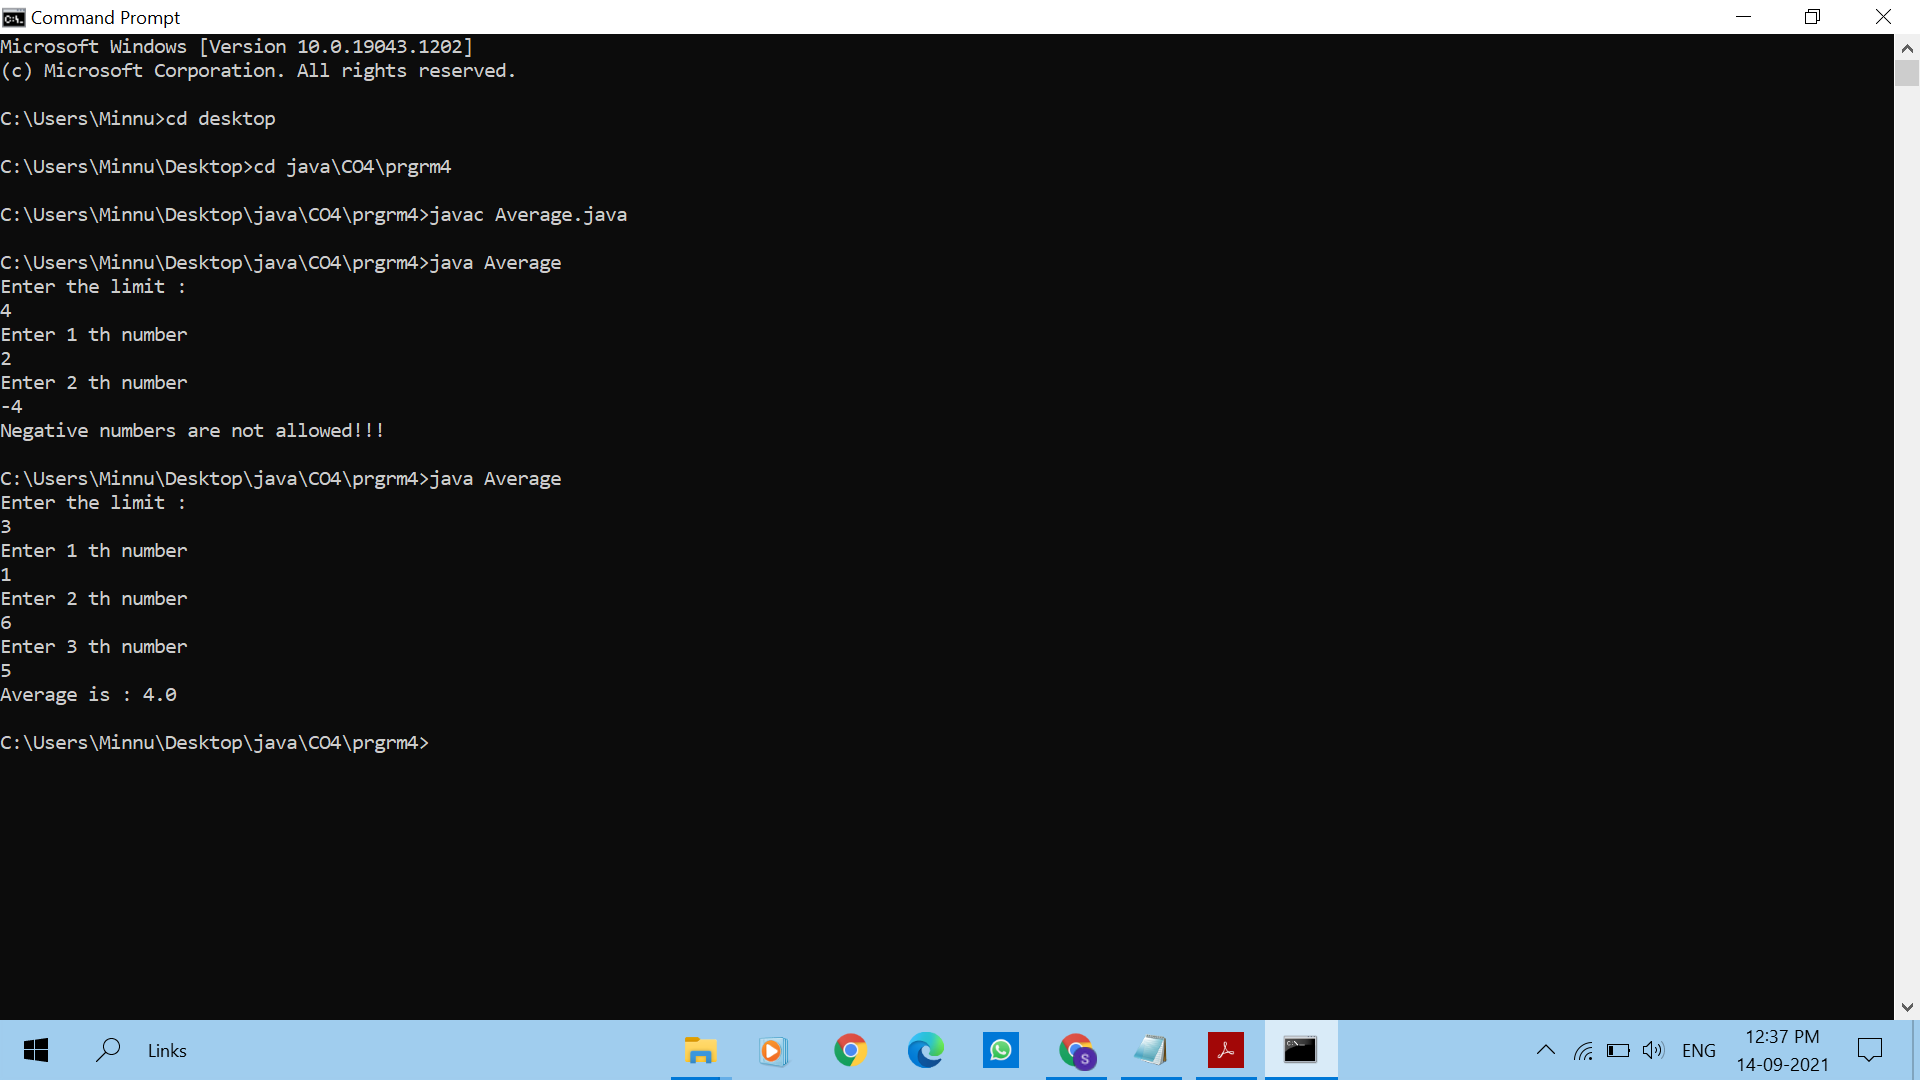 Command Prompt
Microsoft Windows [Version 10.0.19043.1202]
(c) Microsoft Corporation. All rights reserved.
C:\Users\Minnu>cd desktop
C:\Users\Minnu\Desktop>cd java\CO4\prgrm4
C:\Users\Minnu\Desktop\java\CO4\prgrm4>javac Average.java
C:\Users\Minnu\Desktop\java\CO4\prgrm4>java Average
Enter the limit :
4
Enter 1 th number
2
Enter 2 th number
-4
Negative numbers are not allowed!!!
C:\Users\Minnu\Desktop\java\CO4\prgrm4>java Average
Enter the limit :
3
Enter 1 th number
1
Enter 2 th number
6
Enter 3 th number
5
Average is : 4.0
C:\Users\Minnu\Desktop\java\CO4\prgrm4>
Links
S
ENG
12:37 PM
14-09-2021